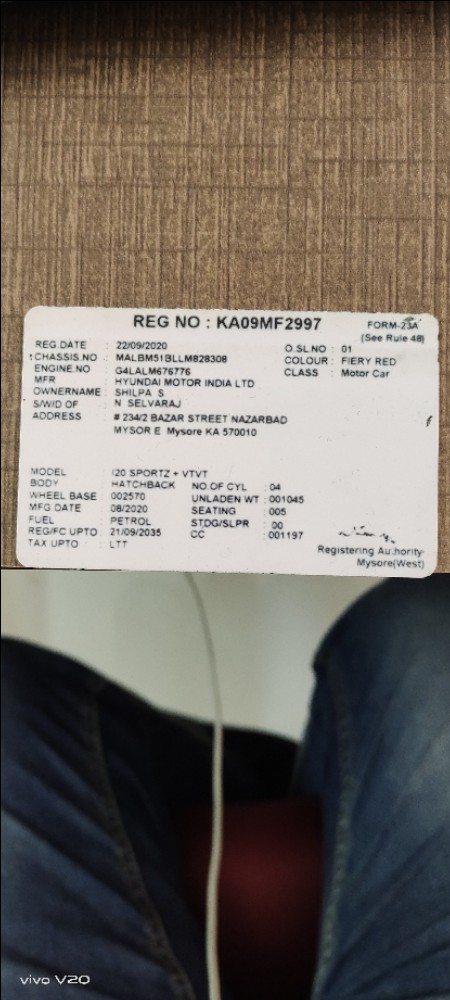 REG NO : KA09MF2997
FORM-23A
(See Rule 48)
REG.DATE : 22/09/2020 O.SL.NO : 01
CHASSIS.NO : MALBM51BLLM828308 COLOUR : FIERY RED
ENGINE.NO : G4LALM676776 CLASS : Motor Car
MFR : HYUNDAI MOTOR INDIA LTD
OWNERNAME : SHILPA S
S/W/D OF : N SELVARAJ
ADDRESS : # 234/2 BAZAR STREET NAZARBAD
MYSOR E Mysore KA 570010
MODEL : I20 SPORTZ + VTVT
BODY : HATCHBACK NO.OF CYL : 04
WHEEL BASE : 002570 UNLADEN WT : 001045
MFG.DATE : 08/2020 SEATING : 005
FUEL : PETROL STDG/SLPR : 00
REG/FC UPTO : 21/09/2035 CC : 001197
TAX UPTO : LTT
Registering Authority
Mysore(West)
vivo V20